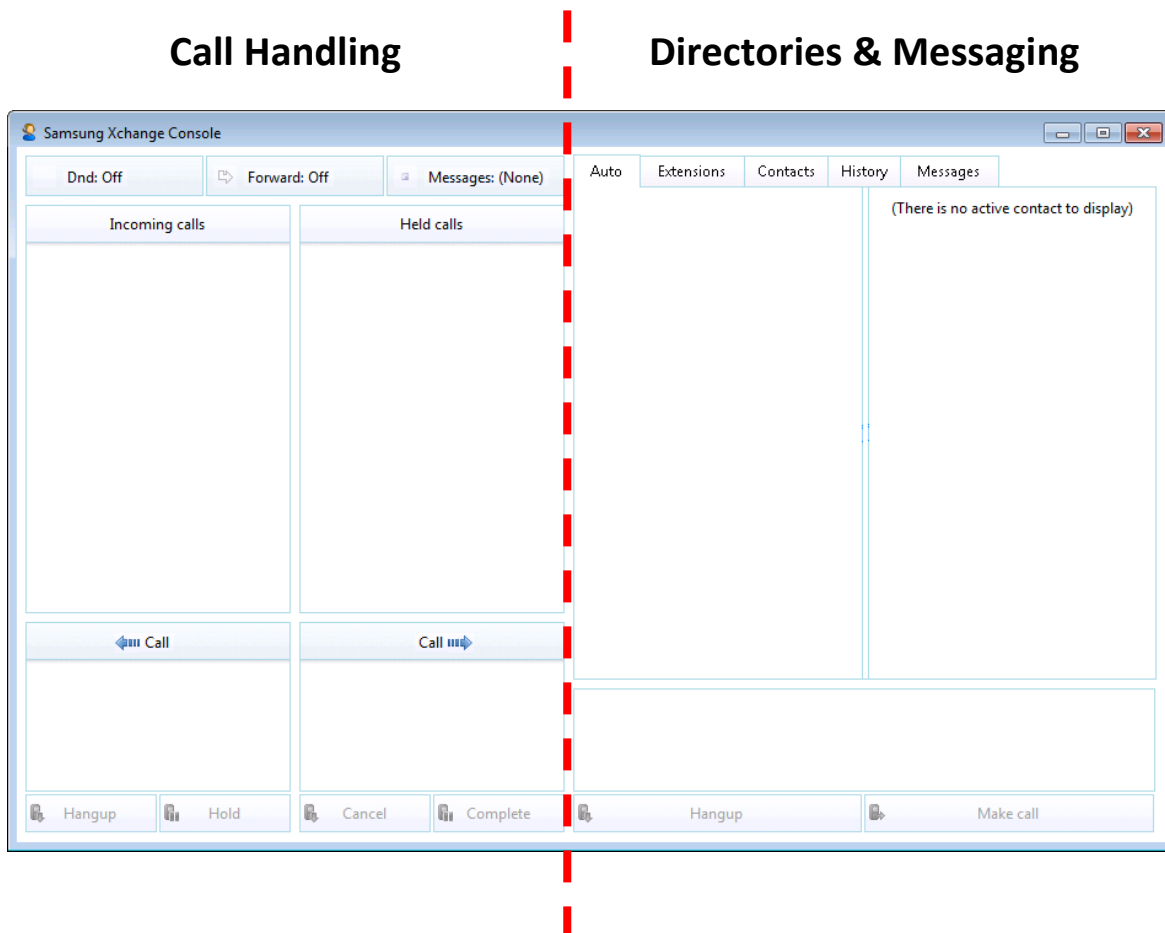 Call Handling
Directories & Messaging
Samsung Xchange Console
Dnd: Off
Forward: Off
Messages: (None)
Auto
Extensions
Contacts
History
Messages
Incoming calls
Held calls
(There is no active contact to display)
Call
Call
Hangup
Hold
Cancel
Complete
Hangup
Make call